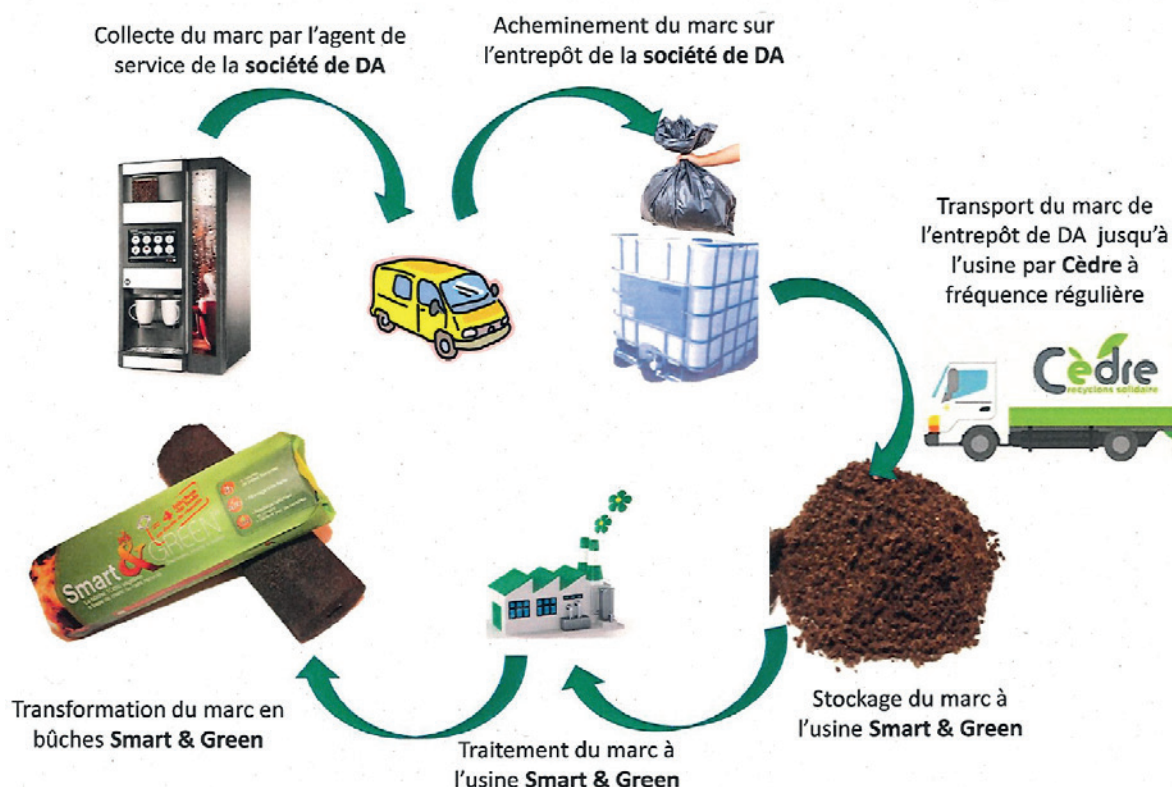 Collecte du marc par l'agent de
service de la société de DA
Acheminement du marc sur
l'entrepôt de la société de DA
Transport du marc de
l'entrepôt de DA jusqu'à
l'usine par Cèdre à
fréquence régulière
Cèdre
recyclons solidaire
Smart & GREEN
Transformation du marc en
bûches Smart & Green
Traitement du marc à
l'usine Smart & Green
Stockage du marc à
l'usine Smart & Green